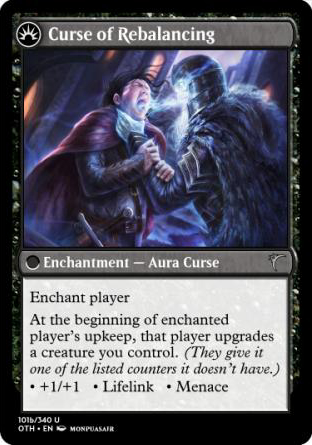 Curse of Rebalancing
Enchantment — Aura Curse
Enchant player
At the beginning of enchanted
player's upkeep, that player upgrades
a creature you control. (They give it
one of the listed counters it doesn't have.)
• +1/+1 • Lifelink • Menace
101b/340 U
OTH • EN MONPUASAJR